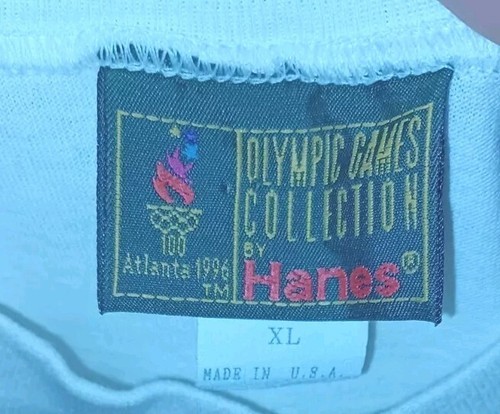 100
Atlanta 1996
TM
OLYMPIC GAMES
COLLECTION
BY
Hanes®
XL
MADE IN U.S.A.